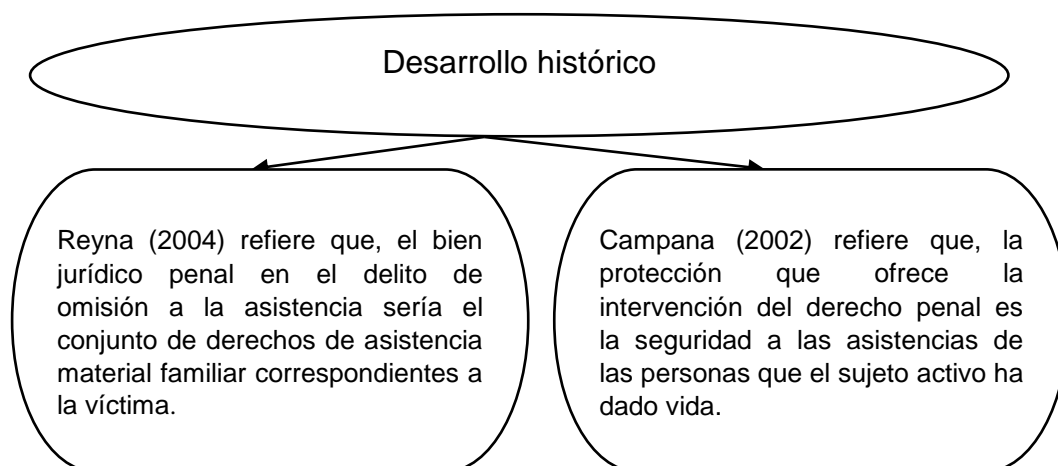 Desarrollo histórico
Reyna (2004) refiere que, el bien
jurídico penal en el delito de
omisión a la asistencia sería el
conjunto de derechos de asistencia
material familiar correspondientes a
la víctima.
Campana (2002) refiere que, la
protección que ofrece la
intervención del derecho penal es
la seguridad a las asistencias de
las personas que el sujeto activo ha
dado vida.